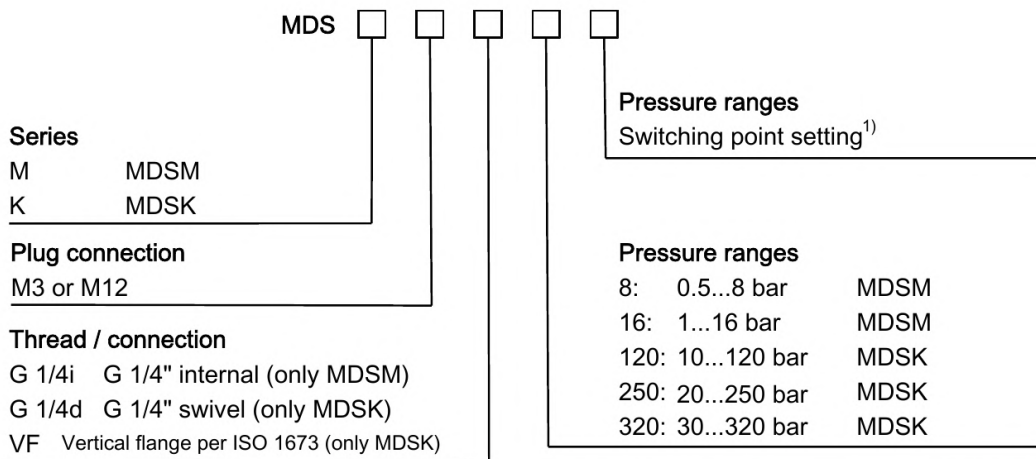 MDS
Series
M MDSM
K MDSK
Plug connection
M3 or M12
Thread / connection
G 1/4i G 1/4" internal (only MDSM)
G 1/4d G 1/4" swivel (only MDSK)
VF Vertical flange per ISO 1673 (only MDSK)
Pressure ranges
Switching point setting1)
Pressure ranges
8: 0.5...8 bar MDSM
16: 1...16 bar MDSM
120: 10...120 bar MDSK
250: 20...250 bar MDSK
320: 30...320 bar MDSK